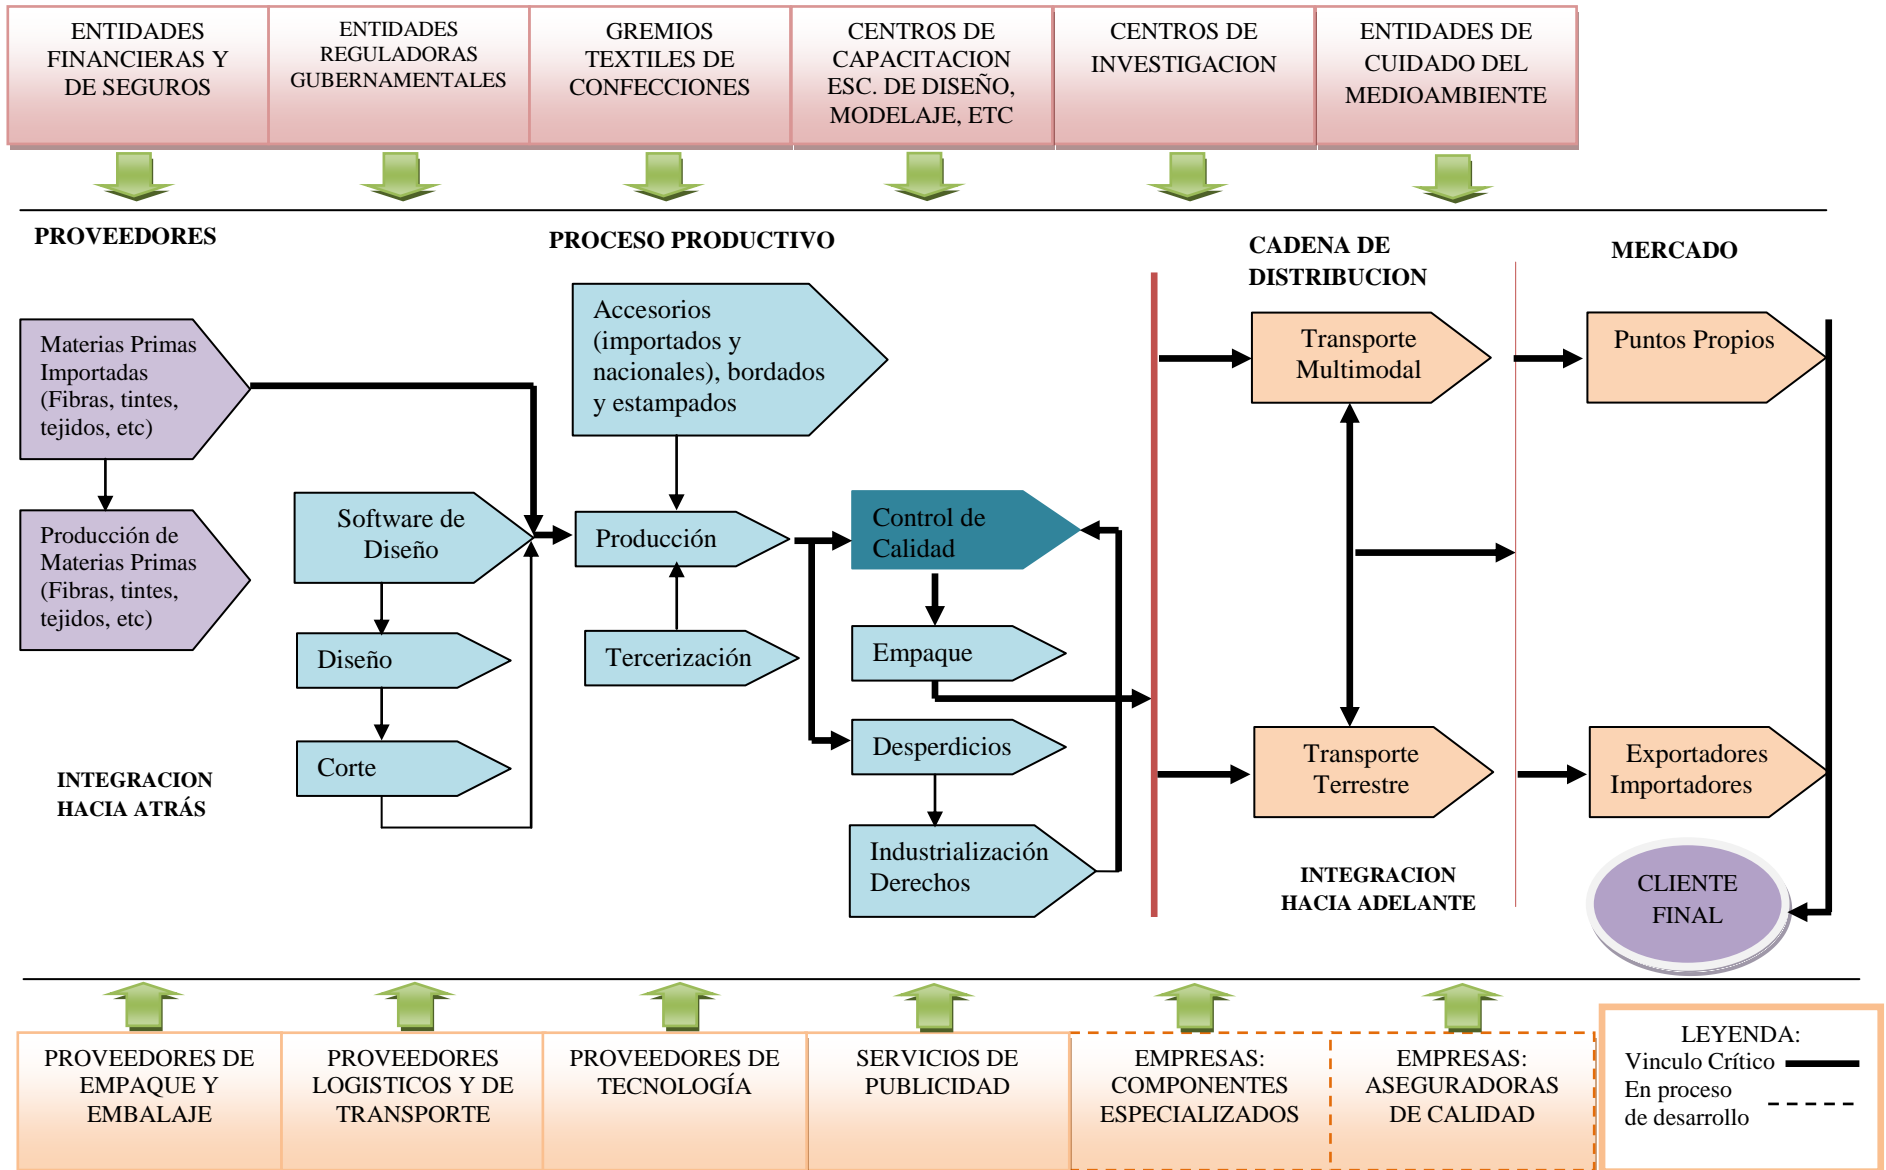 ENTIDADES
FINANCIERAS Y
DE SEGUROS
ENTIDADES
REGULADORAS
GUBERNAMENTALES
GREMIOS
TEXTILES DE
CONFECCIONES
CENTROS DE
CAPACITACION
ESC. DE DISEÑO,
MODELAJE, ETC
CENTROS DE
INVESTIGACION
ENTIDADES DE
CUIDADO DEL
MEDIOAMBIENTE
PROVEEDORES
PROCESO PRODUCTIVO
CADENA DE
DISTRIBUCION
MERCADO
Materias Primas
Importadas
(Fibras, tintes,
tejidos, etc)
Producción de
Materias Primas
(Fibras, tintes,
tejidos, etc)
INTEGRACION
HACIA ATRÁS
Software de
Diseño
Diseño
Corte
Accesorios
(importados y
nacionales), bordados
y estampados
Producción
Tercerización
Control de
Calidad
Empaque
Desperdicios
Industrialización
Derechos
Transporte
Multimodal
Transporte
Terrestre
INTEGRACION
HACIA ADELANTE
Puntos Propios
Exportadores
Importadores
CLIENTE
FINAL
PROVEEDORES DE
EMPAQUE Y
EMBALAJE
PROVEEDORES
LOGISTICOS Y DE
TRANSPORTE
PROVEEDORES DE
TECNOLOGÍA
SERVICIOS DE
PUBLICIDAD
EMPRESAS:
COMPONENTES
ESPECIALIZADOS
EMPRESAS:
ASEGURADORAS
DE CALIDAD
LEYENDA:
Vinculo Crítico
En proceso
de desarrollo